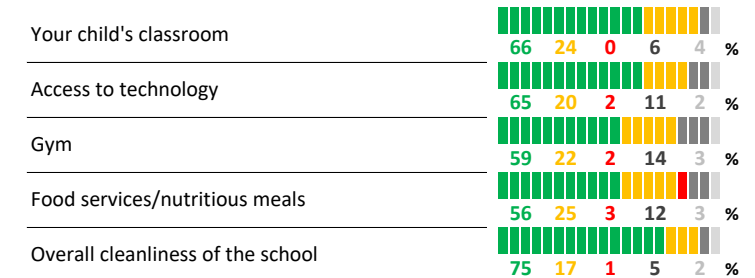 Your child's classroom
66 24 0 6 4 %
Access to technology
65 20 2 11 2 %
Gym
59 22 2 14 3 %
Food services/nutritious meals
56 25 3 12 3 %
Overall cleanliness of the school
75 17 1 5 2 %